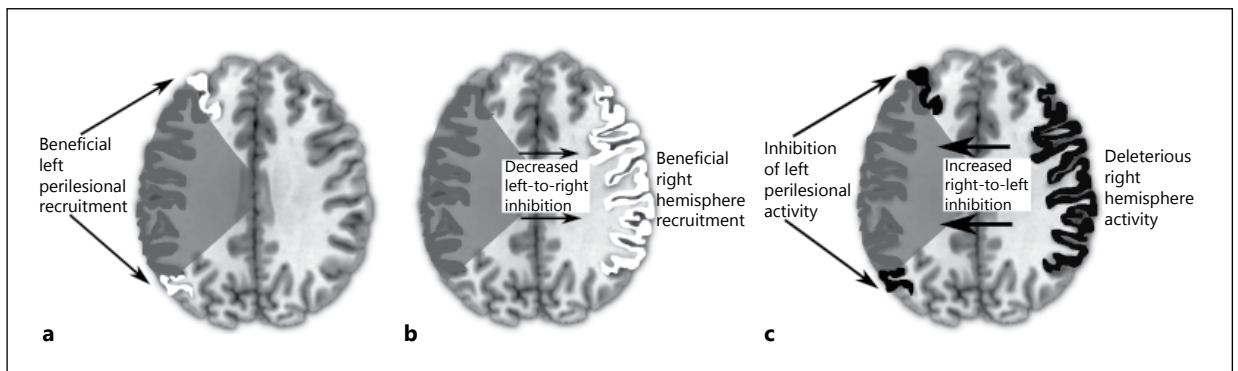 Beneficial
left
perilesional
recruitment
a
Decreased
left-to-right
inhibition
Beneficial
right
hemisphere
recruitment
b
Inhibition
of left
perilesional
activity
Increased
right-to-left
inhibition
Deleterious
right
hemisphere
activity
c